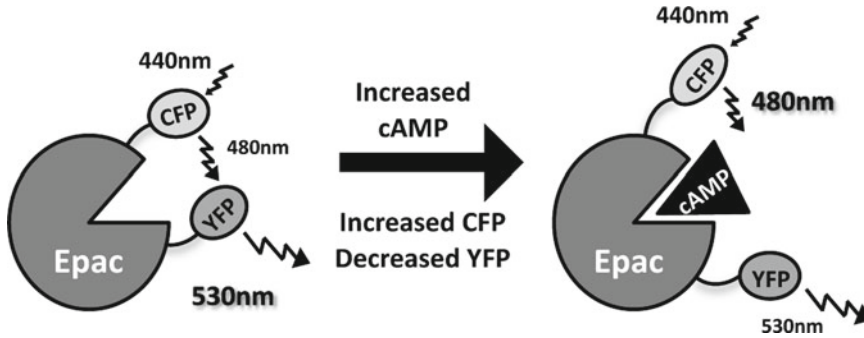 440nm
CFP
480nm
YFP
Epac
530nm
Increased
cAMP
Increased CFP
Decreased YFP
440nm
CFP
480nm
cAMP
Epac
YFP
530nm